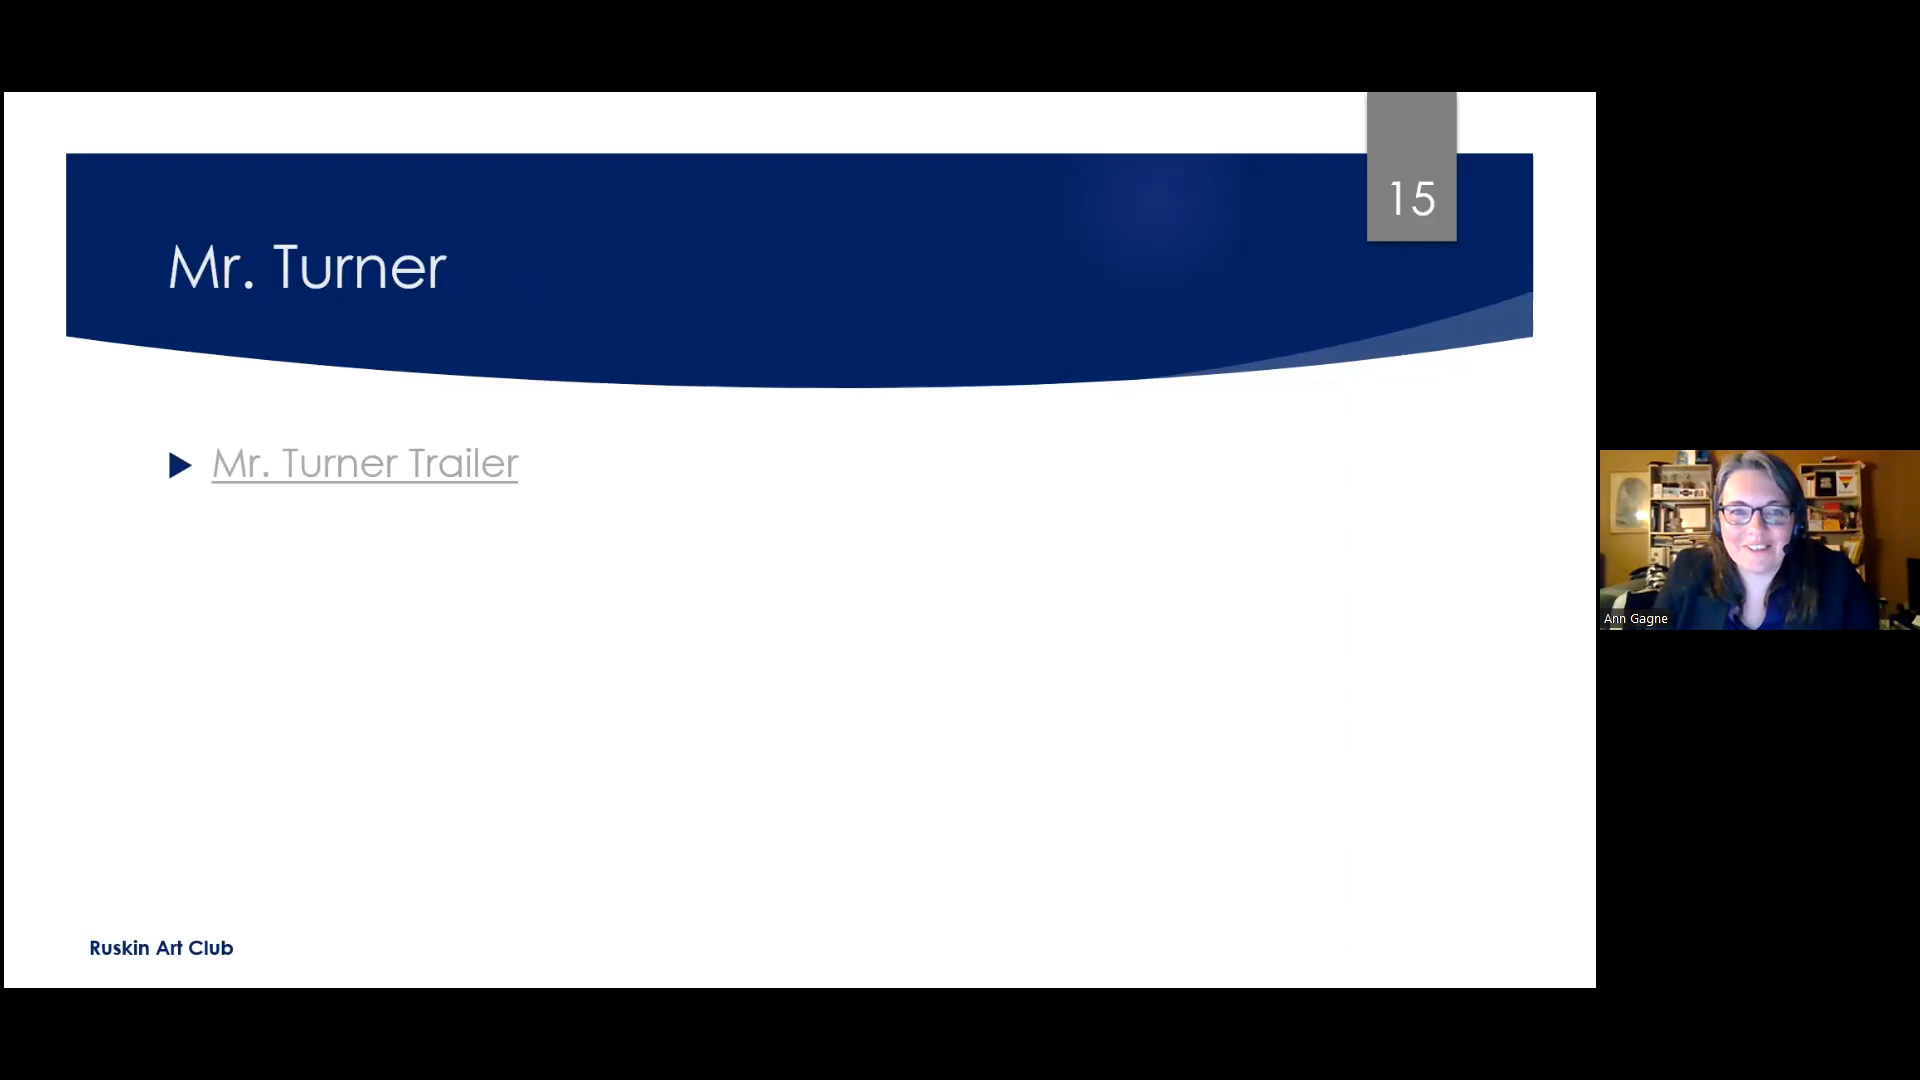 15
Mr. Turner
Mr. Turner Trailer
Ann Gagne
Ruskin Art Club